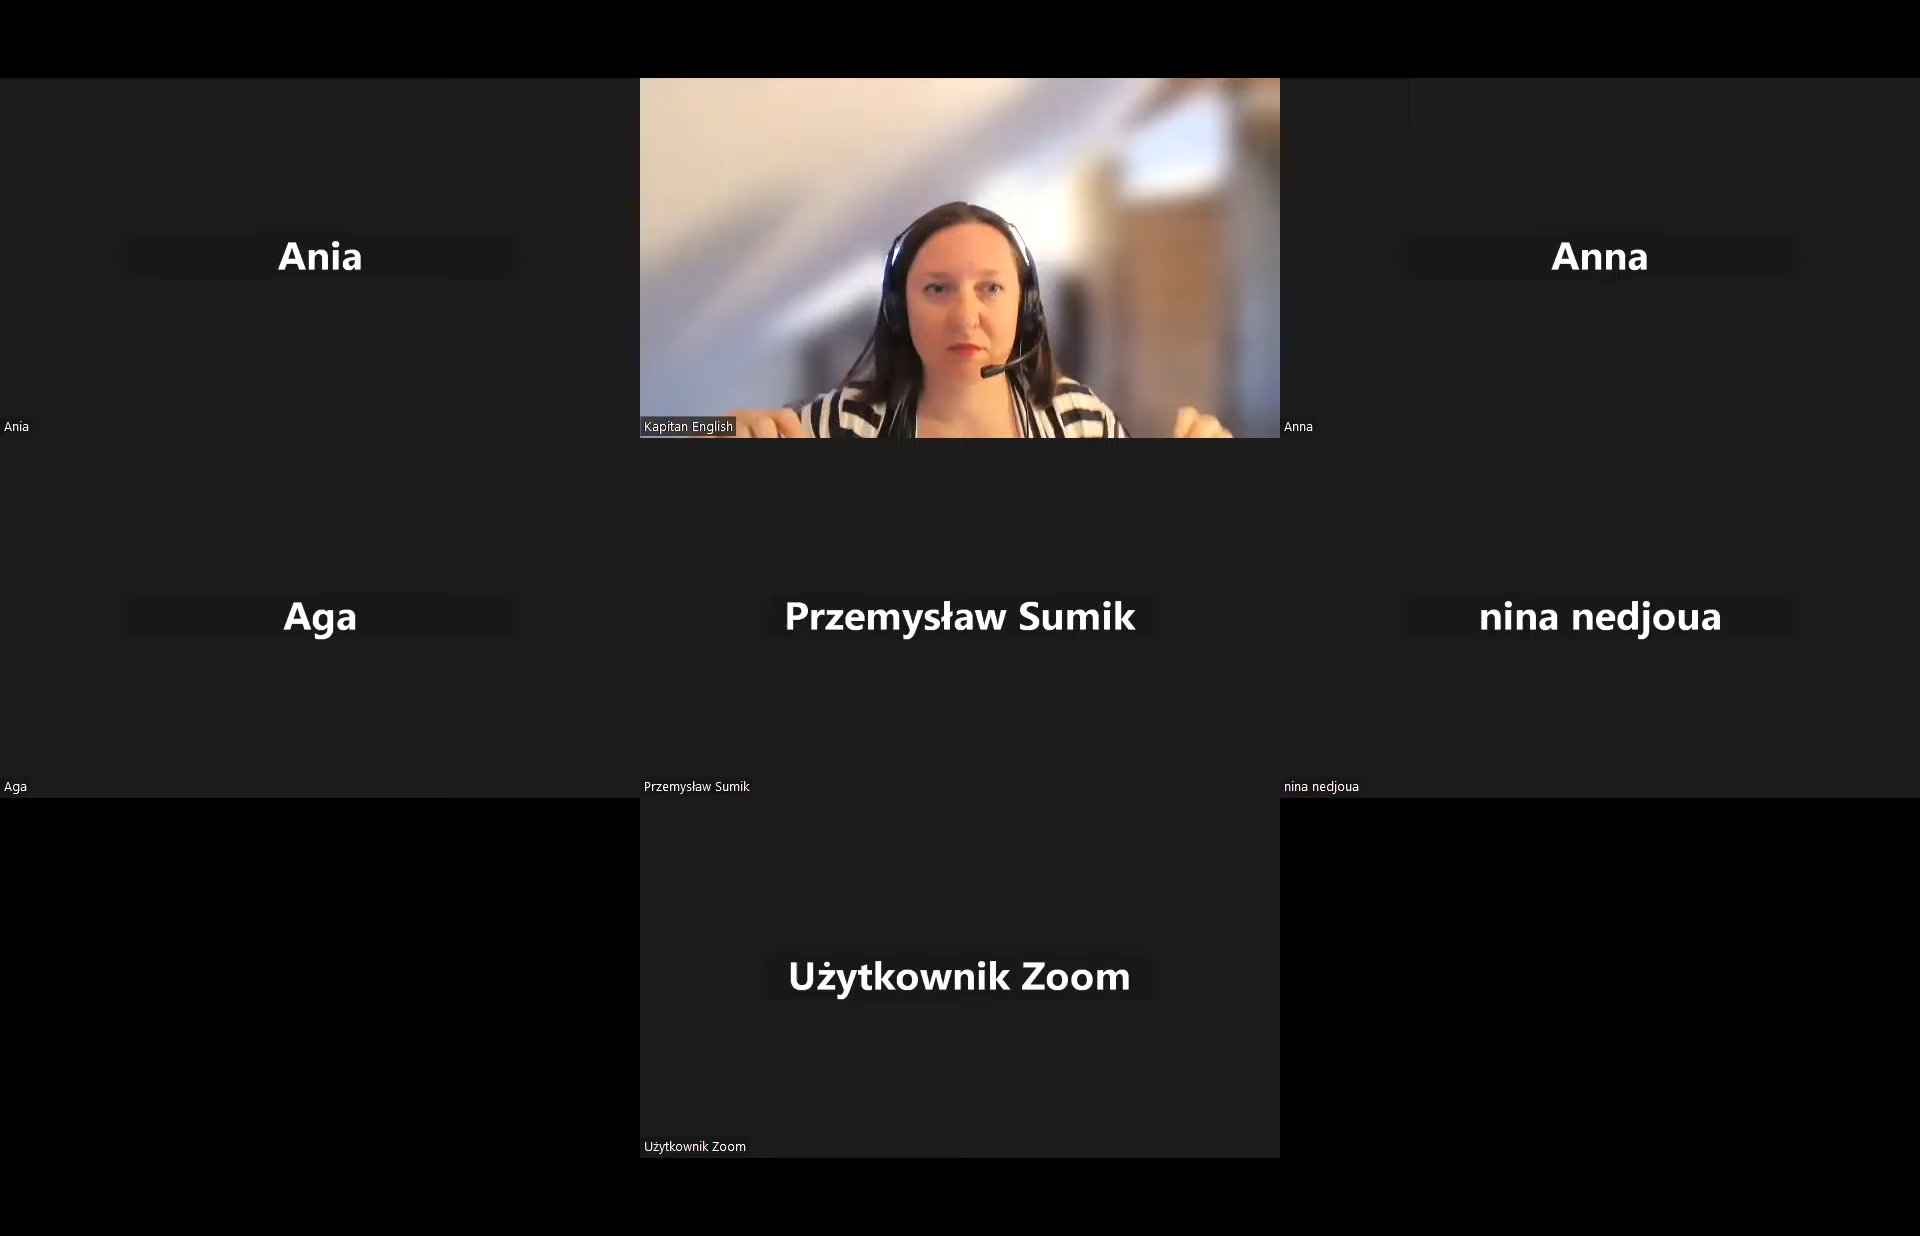 Ania
Anna
Ania
Kapitan English
Anna
Aga
Przemysław Sumik
nina nedjoua
Aga
Przemysław Sumik
nina nedjoua
Użytkownik Zoom
Użytkownik Zoom